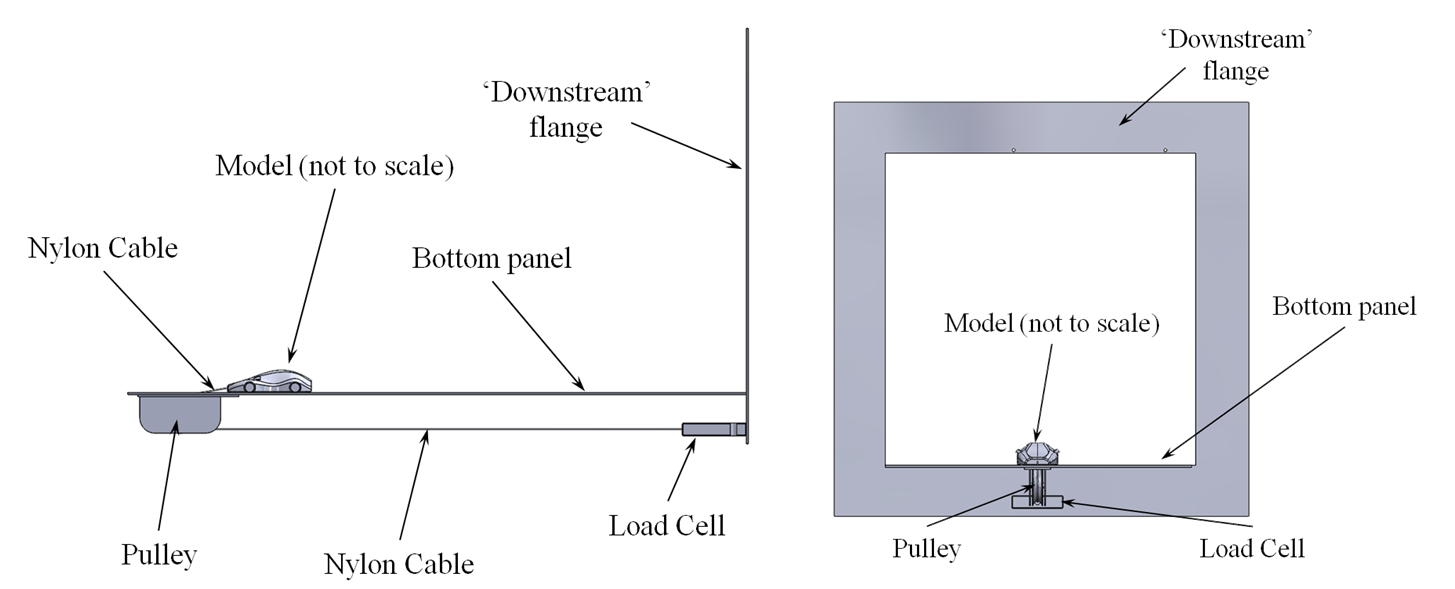 ‘Downstream’
flange
Model (not to scale)
Nylon Cable
Bottom panel
Pulley
Nylon Cable
Load Cell
‘Downstream’
flange
Bottom panel
Model (not to scale)
Pulley
Load Cell